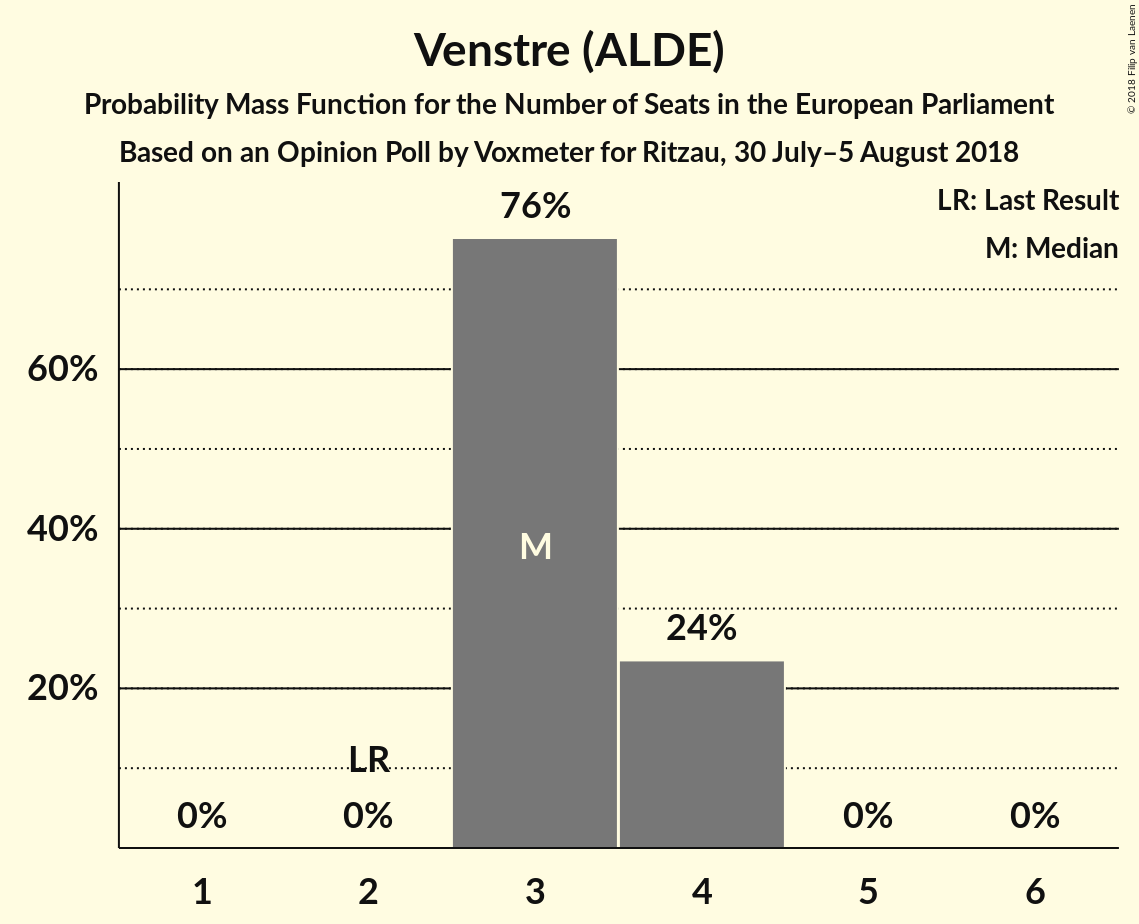 Venstre (ALDE)
Probability Mass Function for the Number of Seats in the European Parliament
Based on an Opinion Poll by Voxmeter for Ritzau, 30 July–5 August 2018
© 2018 Filip van Laenen
LR: Last Result
M: Median
76%
60%
40%
M
24%
20%
LR
0%
0%
0%
0%
1 2 3 4 5 6